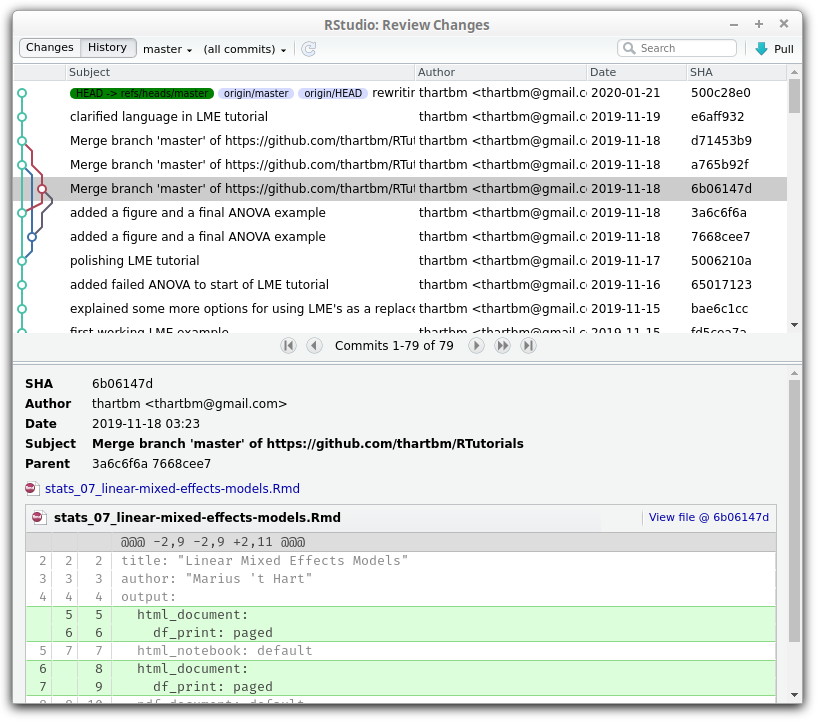 RStudio: Review Changes
Changes History master (all commits) Search Pull
Subject Author Date SHA
HEAD -> refs/heads/master origin/master origin/HEAD rewritin thartbm <thartbm@gmail.co 2020-01-21 500c28e0
clarified language in LME tutorial thartbm <thartbm@gmail.co 2019-11-19 e6aff932
Merge branch 'master' of https://github.com/thartbm/RTut thartbm <thartbm@gmail.co 2019-11-18 d71453b9
Merge branch 'master' of https://github.com/thartbm/RTut thartbm <thartbm@gmail.co 2019-11-18 a765b92f
Merge branch 'master' of https://github.com/thartbm/RTut thartbm <thartbm@gmail.co 2019-11-18 6b06147d
added a figure and a final ANOVA example thartbm <thartbm@gmail.co 2019-11-18 3a6c6f6a
added a figure and a final ANOVA example thartbm <thartbm@gmail.co 2019-11-18 7668cee7
polishing LME tutorial thartbm <thartbm@gmail.co 2019-11-17 5006210a
added failed ANOVA to start of LME tutorial thartbm <thartbm@gmail.co 2019-11-16 65017123
explained some more options for using LME's as a replace thartbm <thartbm@gmail.co 2019-11-15 bae6c1cc
first working LME example thartbm <thartbm@gmail.co 2019-11-15 fd5cea7a
Commits 1-79 of 79
SHA 6b06147d
Author thartbm <thartbm@gmail.com>
Date 2019-11-18 03:23
Subject Merge branch 'master' of https://github.com/thartbm/RTutorials
Parent 3a6c6f6a 7668cee7
stats_07_linear-mixed-effects-models.Rmd
stats_07_linear-mixed-effects-models.Rmd View file @ 6b06147d
@@@ -2,9 -2,9 +2,11 @@@
2 2 2 title: "Linear Mixed Effects Models"
3 3 3 author: "Marius 't Hart"
4 4 4 output:
5 5 html_document:
6 6 df_print: paged
5 7 7 html_notebook: default
6 8 html_document:
7 9 df_print: paged
8 8 10 pdf_document: default